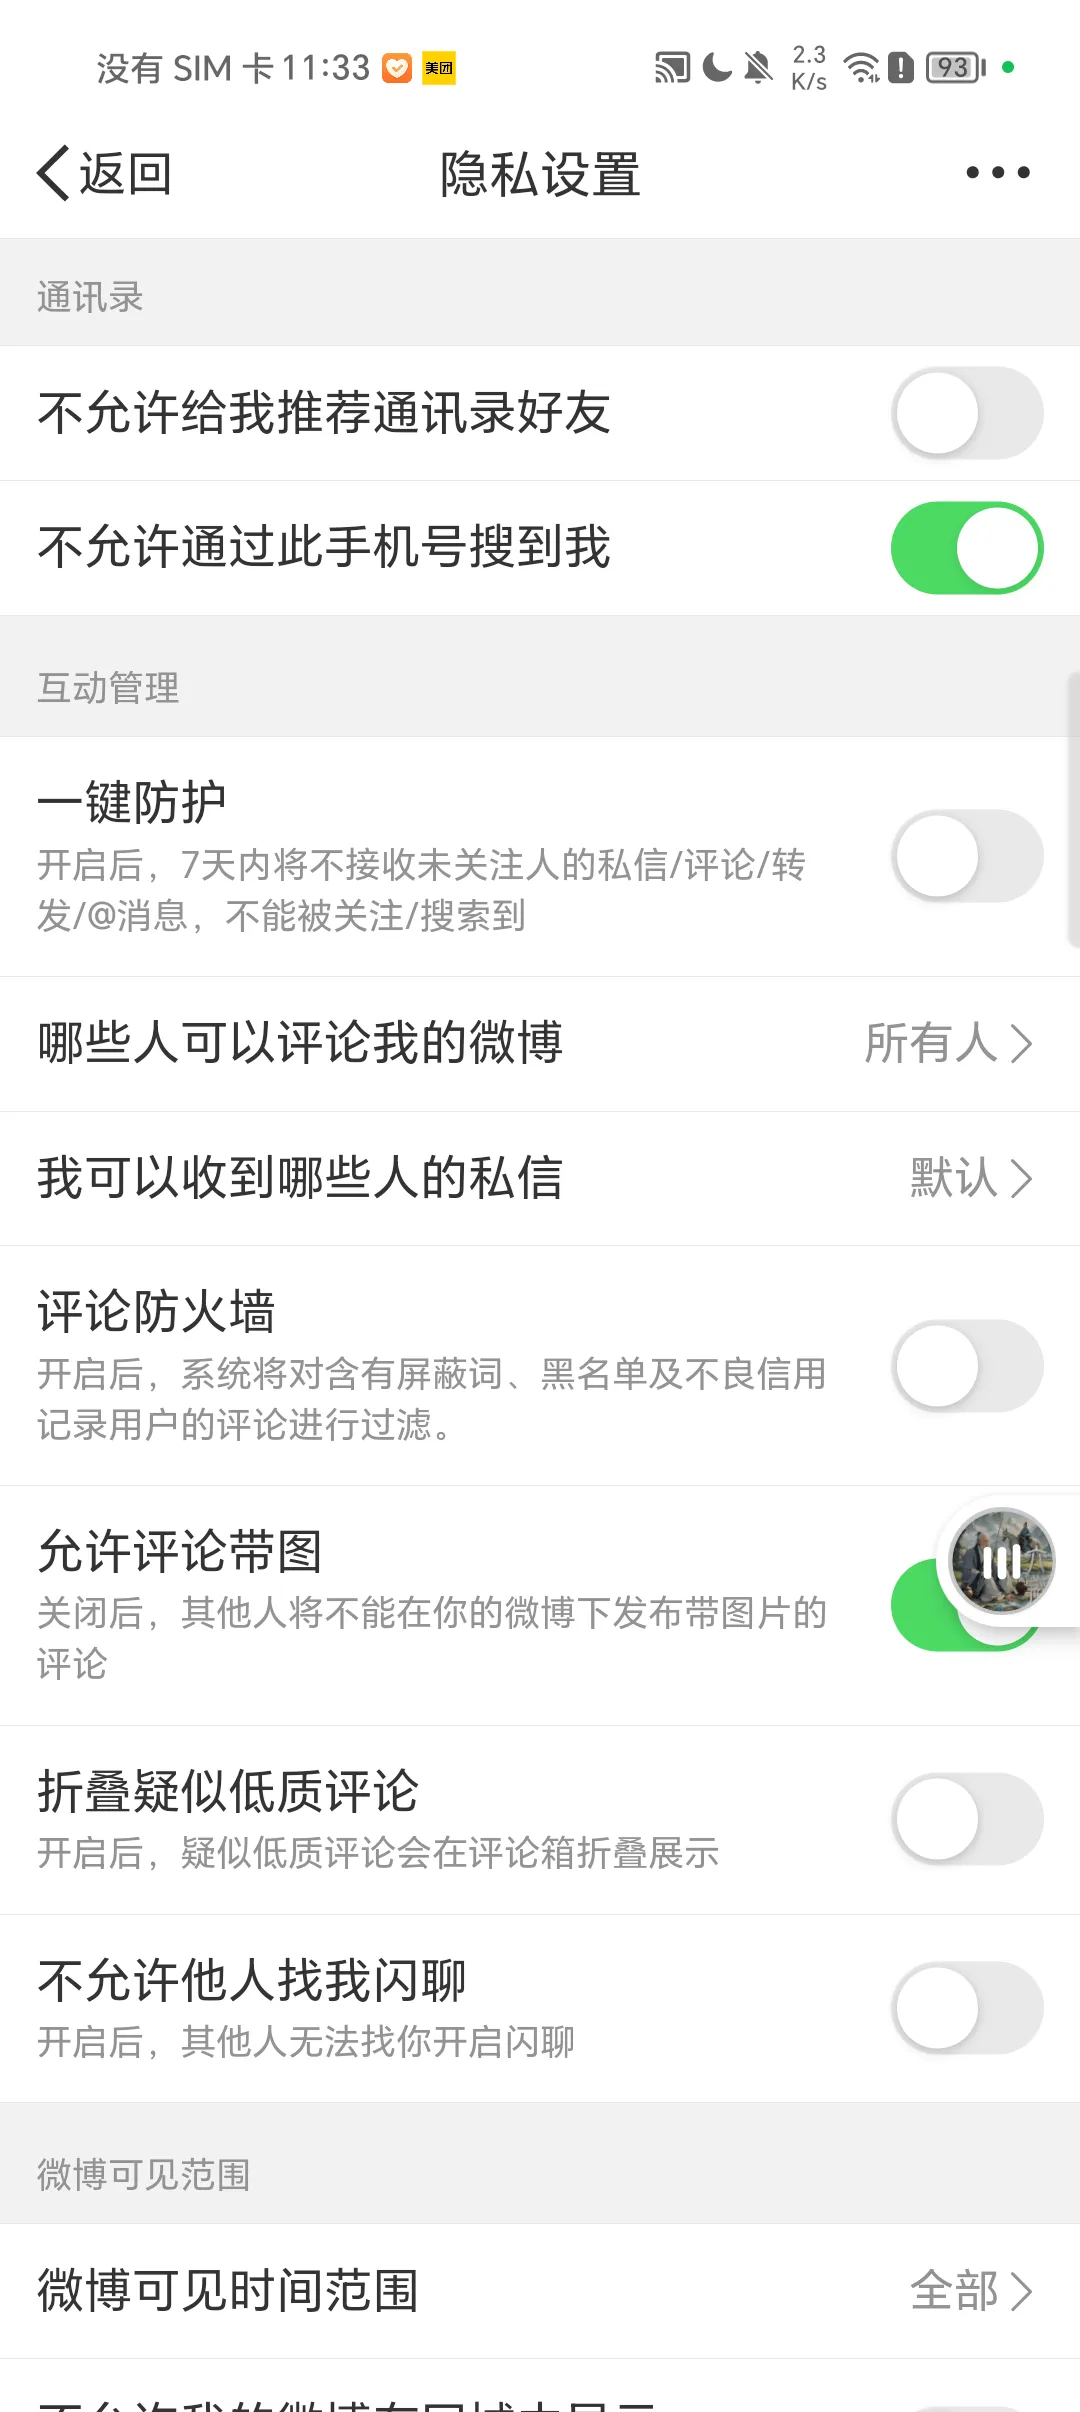 没有 SIM 卡 11:33 美团 2.3 K/s 93
返回 隐私设置
通讯录
不允许给我推荐通讯录好友
不允许通过此手机号搜到我
互动管理
一键防护
开启后，7天内将不接收未关注人的私信/评论/转
发/@消息，不能被关注/搜索到
哪些人可以评论我的微博 所有人
我可以收到哪些人的私信 默认
评论防火墙
开启后，系统将对含有屏蔽词、黑名单及不良信用
记录用户的评论进行过滤。
允许评论带图
关闭后，其他人将不能在你的微博下发布带图片的
评论
折叠疑似低质评论
开启后，疑似低质评论会在评论箱折叠展示
不允许他人找我闪聊
开启后，其他人无法找你开启闪聊
微博可见范围
微博可见时间范围 全部